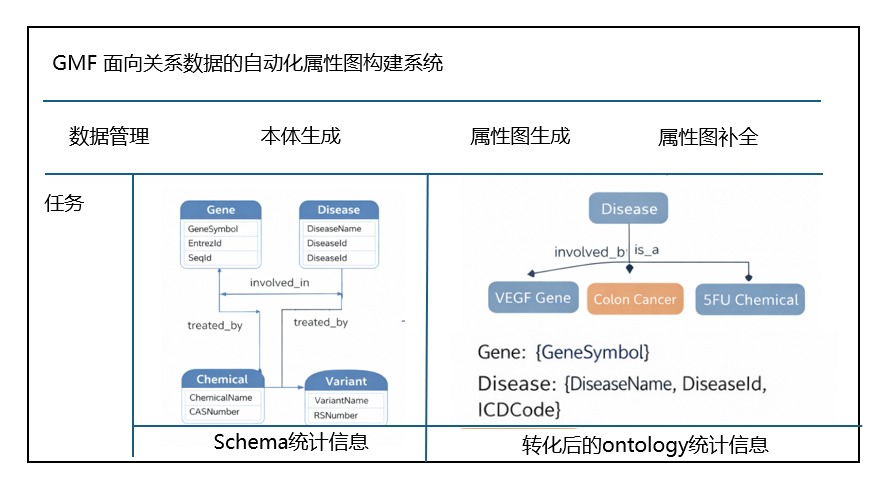 GMF 面向关系数据的自动化属性图构建系统
数据管理 本体生成 属性图生成 属性图补全
任务
Gene
GeneSymbol
EntrezId
SeqId
Disease
DiseaseName
DiseaseId
DiseaseId
involved_in
treated_by
treated_by
Chemical
ChemicalName
CASNumber
Variant
VariantName
RSNumber
Schema统计信息
Disease
involved_b
is_a
VEGF Gene
Colon Cancer
5FU Chemical
Gene: {GeneSymbol}
Disease: {DiseaseName, DiseaseId,
ICDCode}
转化后的ontology统计信息